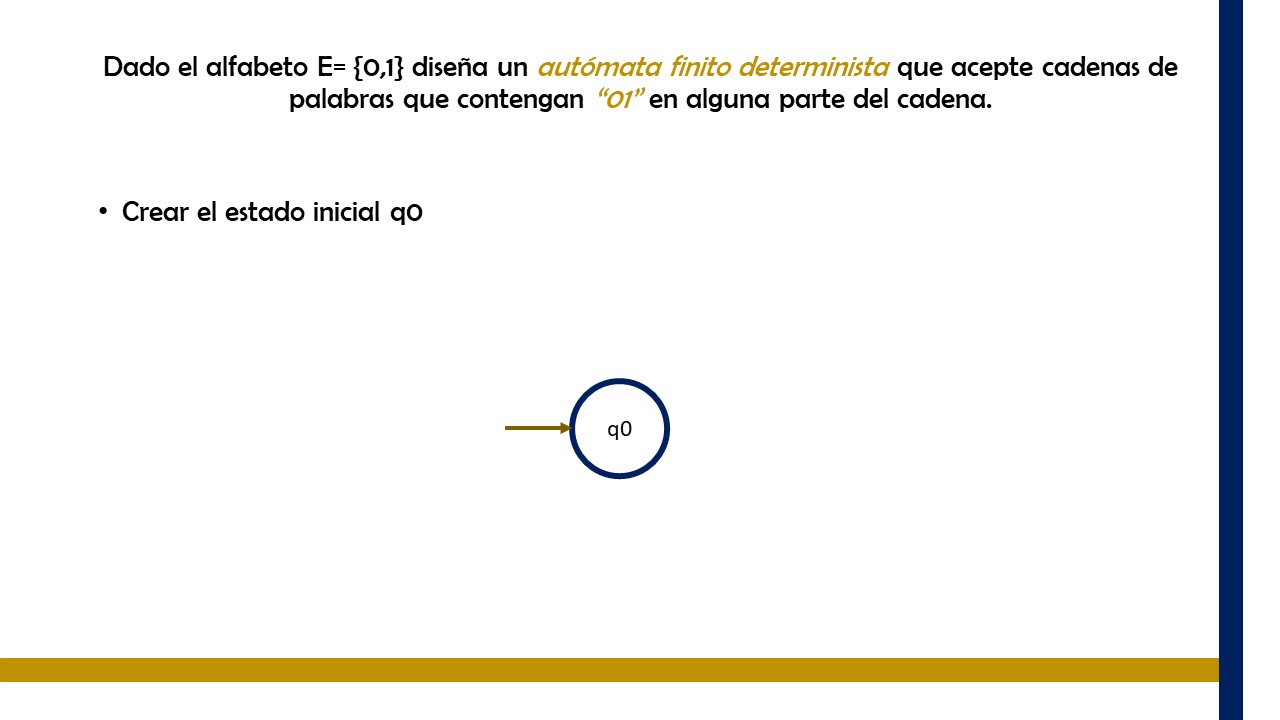 Dado el alfabeto E= {0,1} diseña un autómata finito determinista que acepte cadenas de
palabras que contengan “01” en alguna parte del cadena.
• Crear el estado inicial q0
q0